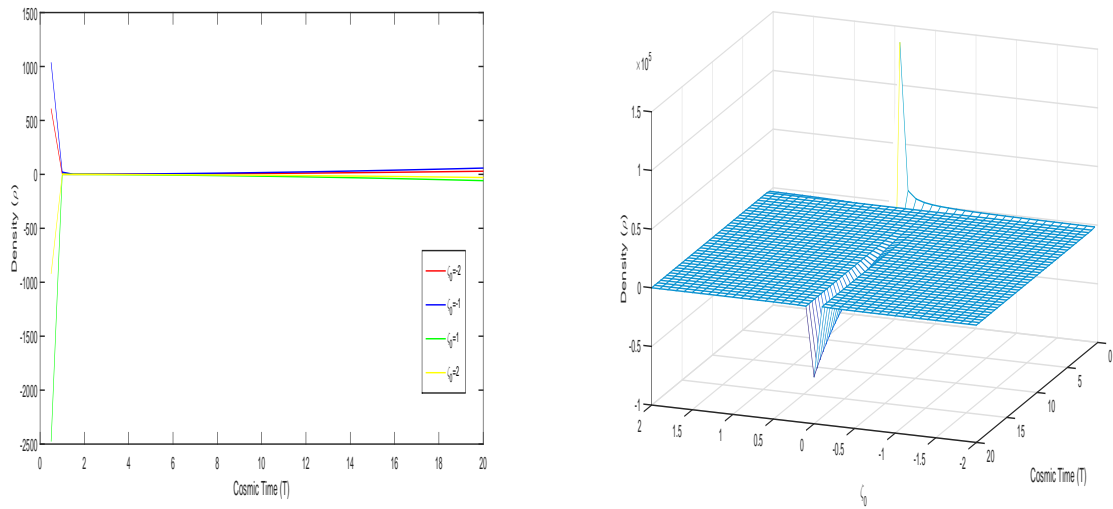 1500
1000
500
0
-500
-1000
-1500
-2000
-2500
Density (ρ)
0 2 4 6 8 10 12 14 16 18 20
Cosmic Time (T)
ζ₀=-2
ζ₀=-1
ζ₀=1
ζ₀=2
×10⁵
1.5
1
0.5
0
-0.5
-1
Density (ρ)
2 1.5 1 0.5 0 -0.5 -1 -1.5 -2
ζ₀
0
5
10
15
20
Cosmic Time (T)